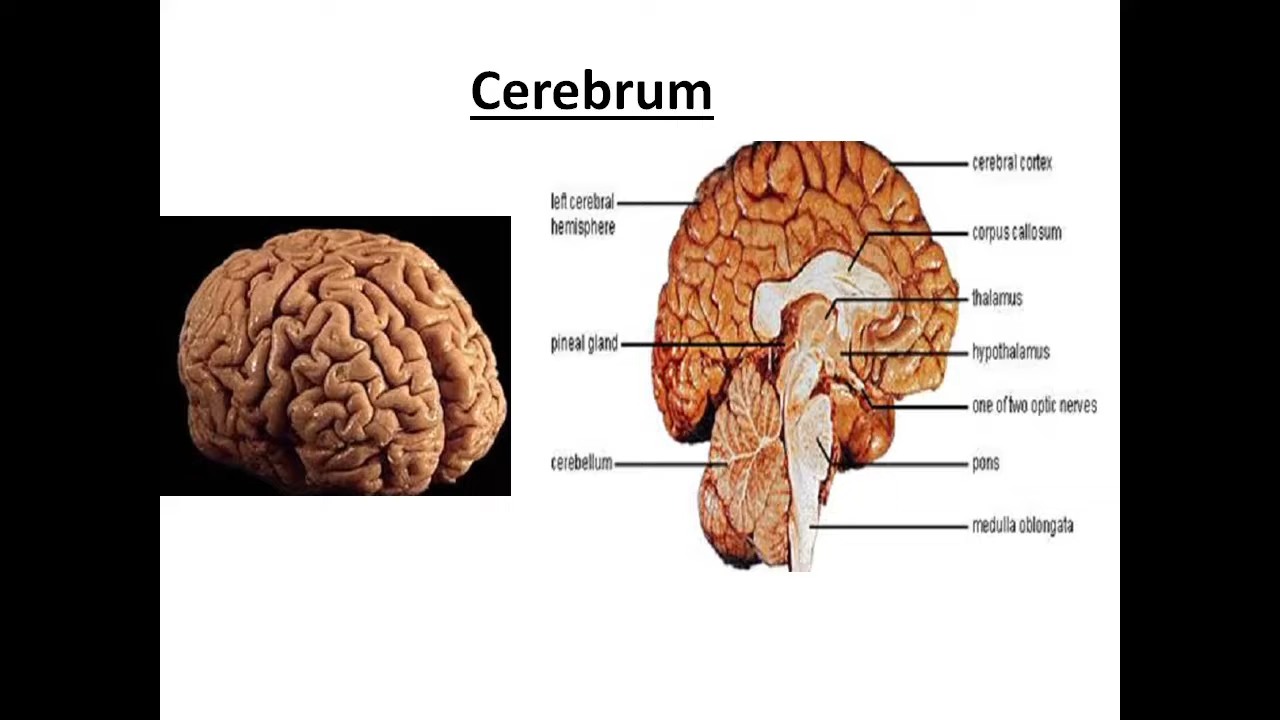 Cerebrum
cerebral cortex
left cerebral
hemisphere
corpus callosum
thalamus
pineal gland
hypothalamus
one of two optic nerves
cerebellum
pons
medulla oblongata